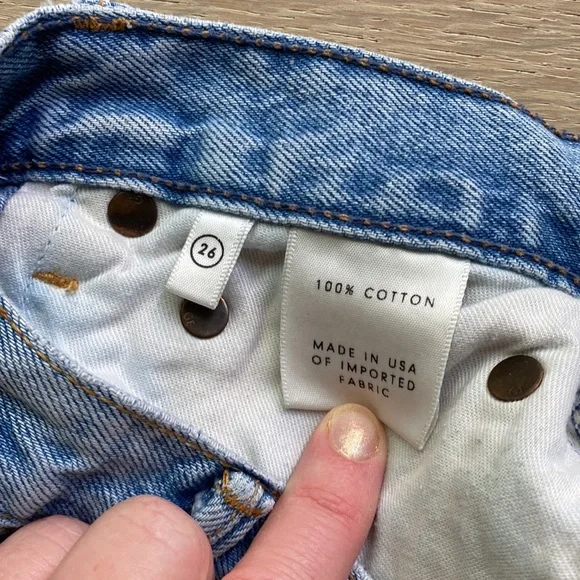 26
100% COTTON
MADE IN USA
OF IMPORTED
FABRIC